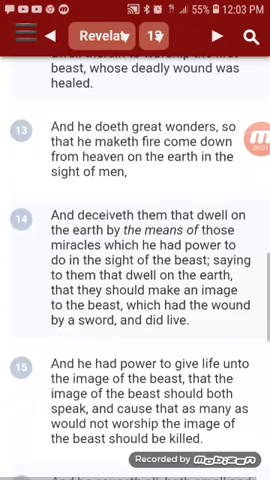 55% 12:03 PM
Revelat 13
beast, whose deadly wound was
healed.
13 And he doeth great wonders, so
that he maketh fire come down
from heaven on the earth in the
sight of men,
14 And deceiveth them that dwell on
the earth by the means of those
miracles which he had power to
do in the sight of the beast; saying
to them that dwell on the earth,
that they should make an image
to the beast, which had the wound
by a sword, and did live.
15 And he had power to give life unto
the image of the beast, that the
image of the beast should both
speak, and cause that as many as
would not worship the image of
the beast should be killed.
Recorded by mobizen